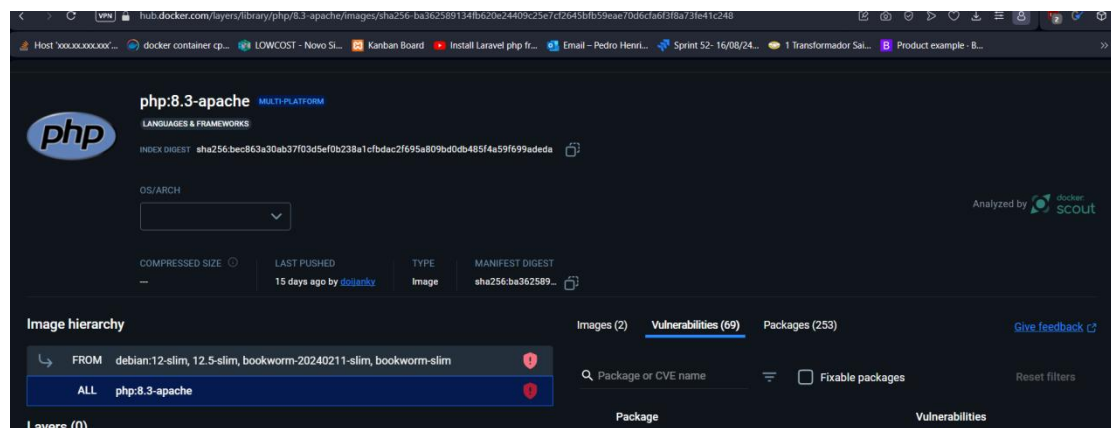 VPN
hub.docker.com/layers/library/php/8.3-apache/images/sha256-ba362589134fb620e24409c25e7cf2645bfb59eae70d6cfa6f3f8a73fe41c248
2
Host 'xxx.xx.xxx.xxx'...
docker container cp...
LOWCOST - Novo Si...
Kanban Board
Install Laravel php fr...
Email – Pedro Henri...
Sprint 52- 16/08/24...
1 Transformador Sai...
B Product example · B...
»
php
php:8.3-apache MULTI-PLATFORM
LANGUAGES & FRAMEWORKS
INDEX DIGEST sha256:bec863a30ab37f03d5ef0b238a1cfbdac2f695a809bd0db485f4a59f699adeda
OS/ARCH
Analyzed by docker scout
COMPRESSED SIZE
LAST PUSHED
TYPE
MANIFEST DIGEST
—
15 days ago by doijanky
Image
sha256:ba362589...
Image hierarchy
FROM debian:12-slim, 12.5-slim, bookworm-20240211-slim, bookworm-slim
ALL php:8.3-apache
Layers (0)
Images (2)
Vulnerabilities (69)
Packages (253)
Give feedback
Package or CVE name
Fixable packages
Reset filters
Package
Vulnerabilities